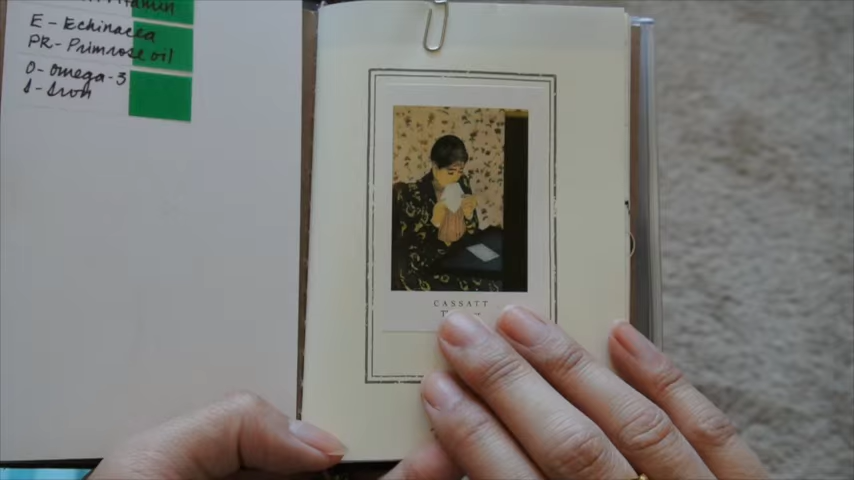 E - Echinacea
PR - Primrose oil
O - Omega-3
I - Iron
CASSATT